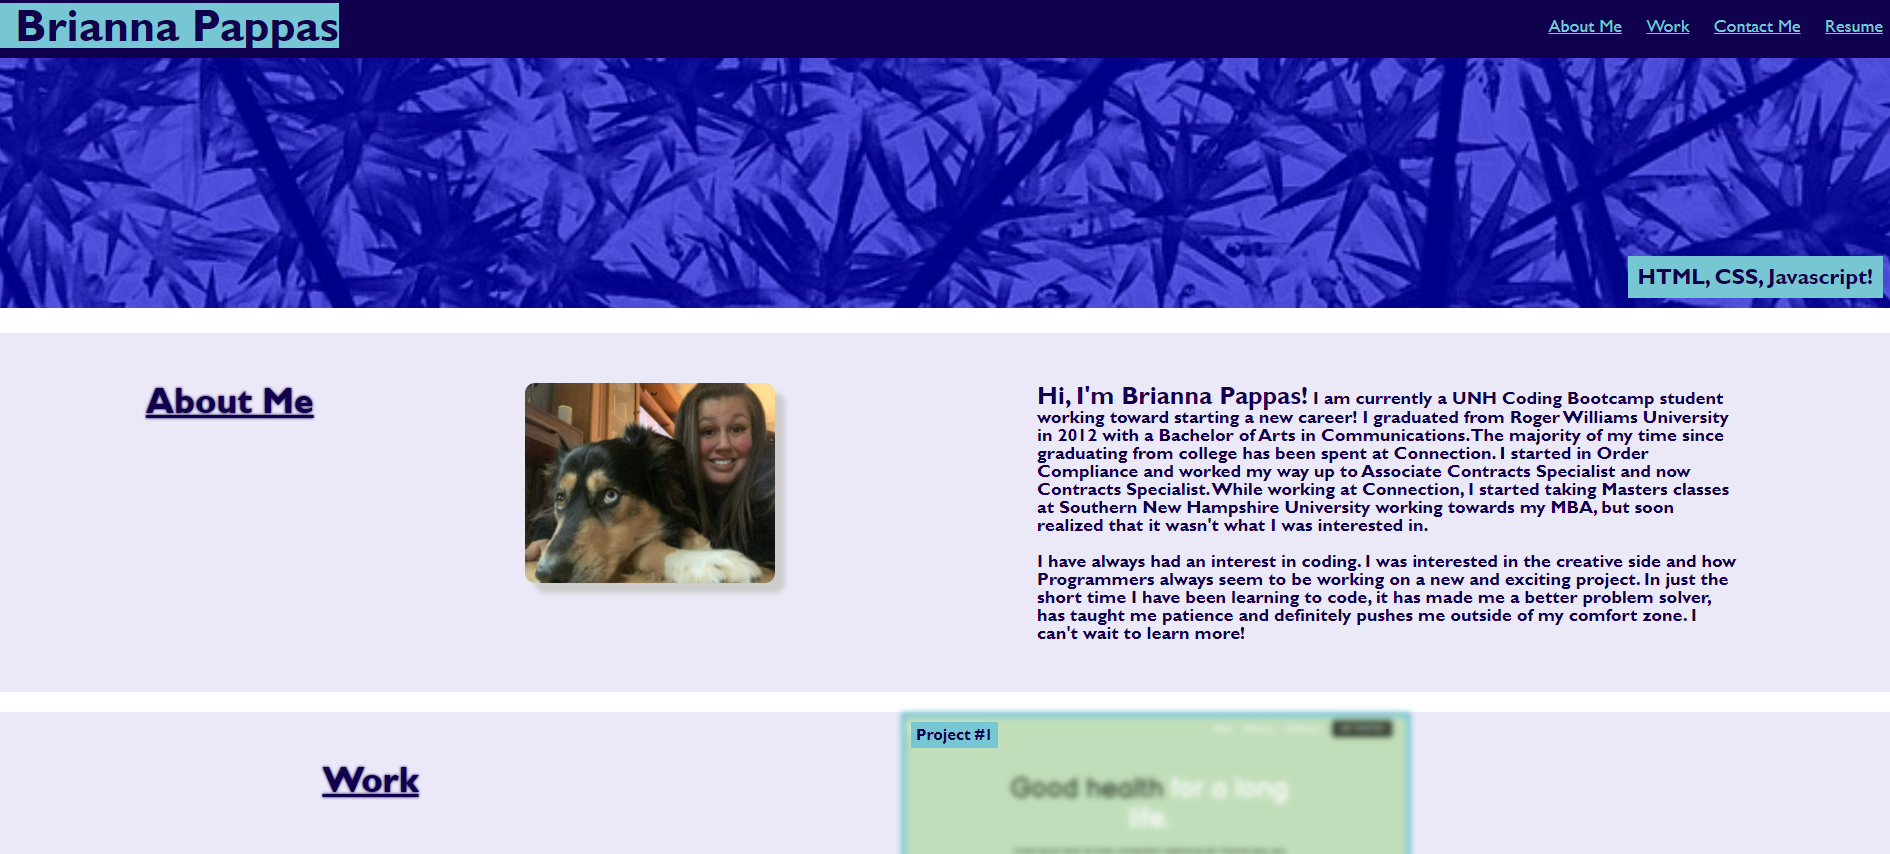 Brianna Pappas
About Me Work Contact Me Resume
HTML, CSS, Javascript!
About Me
Hi, I'm Brianna Pappas! I am currently a UNH Coding Bootcamp student
working toward starting a new career! I graduated from Roger Williams University
in 2012 with a Bachelor of Arts in Communications. The majority of my time since
graduating from college has been spent at Connection. I started in Order
Compliance and worked my way up to Associate Contracts Specialist and now
Contracts Specialist. While working at Connection, I started taking Masters classes
at Southern New Hampshire University working towards my MBA, but soon
realized that it wasn't what I was interested in.
I have always had an interest in coding. I was interested in the creative side and how
Programmers always seem to be working on a new and exciting project. In just the
short time I have been learning to code, it has made me a better problem solver,
has taught me patience and definitely pushes me outside of my comfort zone. I
can't wait to learn more!
Work
Project #1
Good health for a long
life.